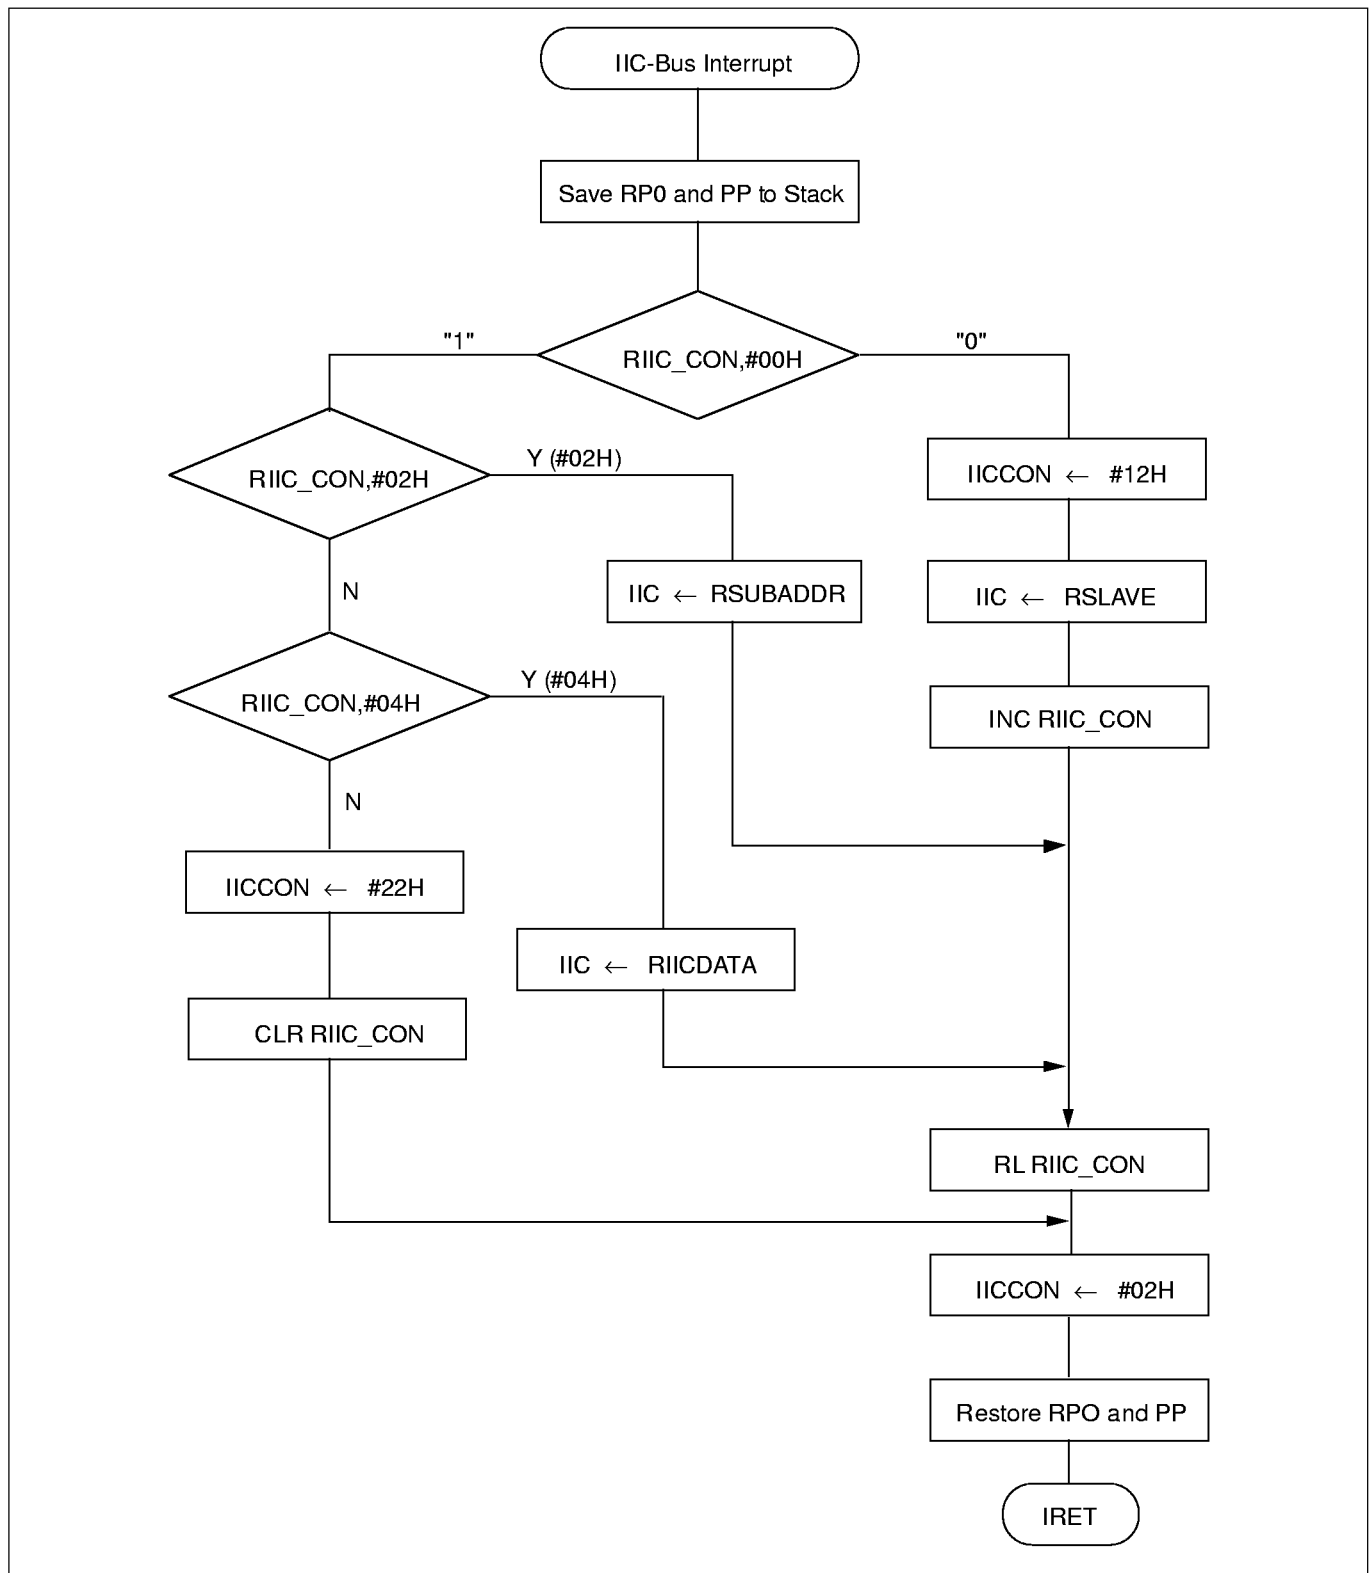 IIC-Bus Interrupt
Save RP0 and PP to Stack
"1"
"0"
RIIC_CON,#00H
Y (#02H)
RIIC_CON,#02H
IICCON ← #12H
N
IIC ← RSUBADDR
IIC ← RSLAVE
Y (#04H)
RIIC_CON,#04H
INC RIIC_CON
N
IICCON ← #22H
IIC ← RIICDATA
CLR RIIC_CON
RL RIIC_CON
IICCON ← #02H
Restore RPO and PP
IRET